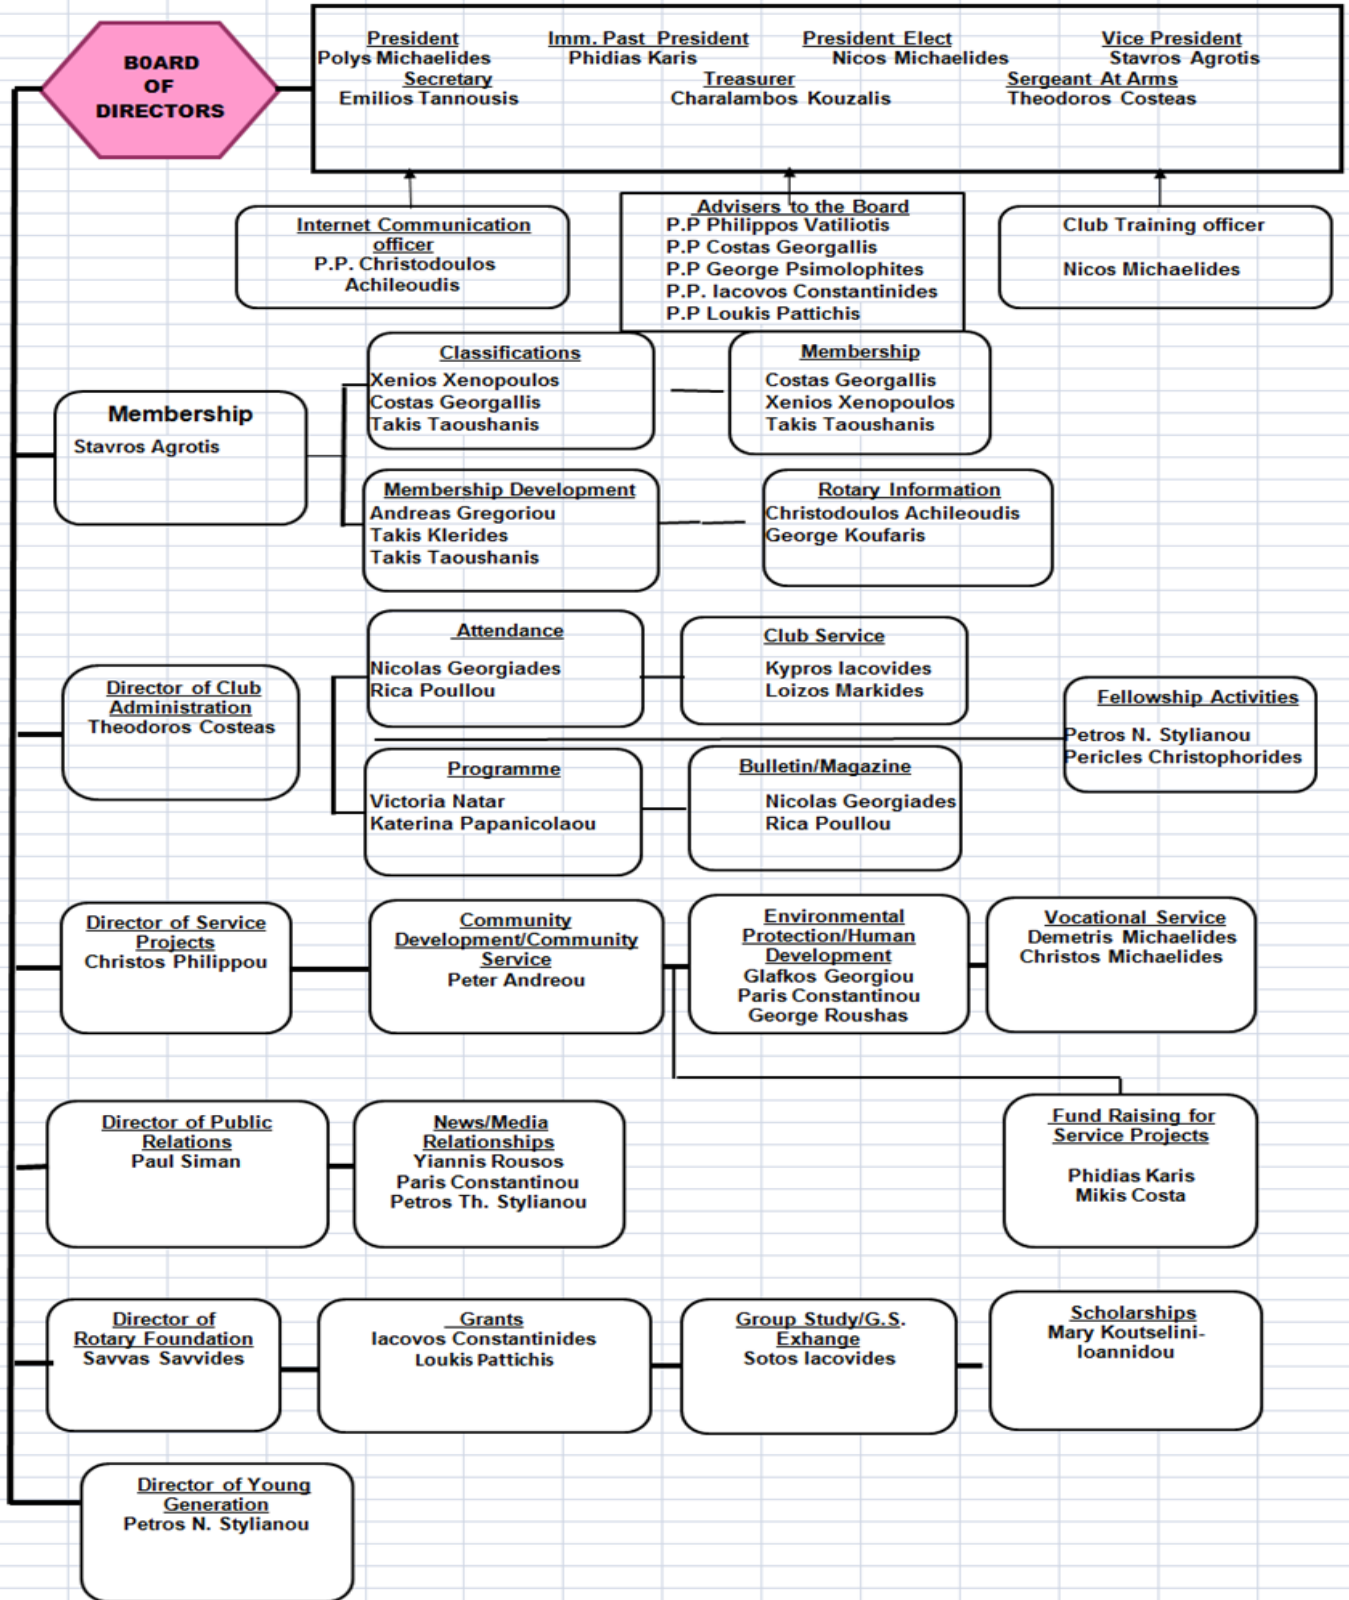 B0ARD
OF
DIRECTORS
President Imm. Past President President Elect Vice President
Polys Michaelides Phidias Karis Nicos Michaelides Stavros Agrotis
Secretary Treasurer Sergeant At Arms
Emilios Tannousis Charalambos Kouzalis Theodoros Costeas
Internet Communication
officer
P.P. Christodoulos
Achileoudis
Advisers to the Board
P.P Philippos Vatiliotis
P.P Costas Georgallis
P.P George Psimolophites
P.P. Iacovos Constantinides
P.P Loukis Pattichis
Club Training officer
Nicos Michaelides
Membership
Stavros Agrotis
Classifications
Xenios Xenopoulos
Costas Georgallis
Takis Taoushanis
Membership
Costas Georgallis
Xenios Xenopoulos
Takis Taoushanis
Membership Development
Andreas Gregoriou
Takis Klerides
Takis Taoushanis
Rotary Information
Christodoulos Achileoudis
George Koufaris
Director of Club
Administration
Theodoros Costeas
Attendance
Nicolas Georgiades
Rica Poullou
Club Service
Kypros Iacovides
Loizos Markides
Fellowship Activities
Petros N. Stylianou
Pericles Christophorides
Programme
Victoria Natar
Katerina Papanicolaou
Bulletin/Magazine
Nicolas Georgiades
Rica Poullou
Director of Service
Projects
Christos Philippou
Community
Development/Community
Service
Peter Andreou
Environmental
Protection/Human
Development
Glafkos Georgiou
Paris Constantinou
George Roushas
Vocational Service
Demetris Michaelides
Christos Michaelides
Director of Public
Relations
Paul Siman
News/Media
Relationships
Yiannis Rousos
Paris Constantinou
Petros Th. Stylianou
Fund Raising for
Service Projects
Phidias Karis
Mikis Costa
Director of
Rotary Foundation
Savvas Savvides
Grants
Iacovos Constantinides
Loukis Pattichis
Group Study/G.S.
Exhange
Sotos Iacovides
Scholarships
Mary Koutselini-
Ioannidou
Director of Young
Generation
Petros N. Stylianou